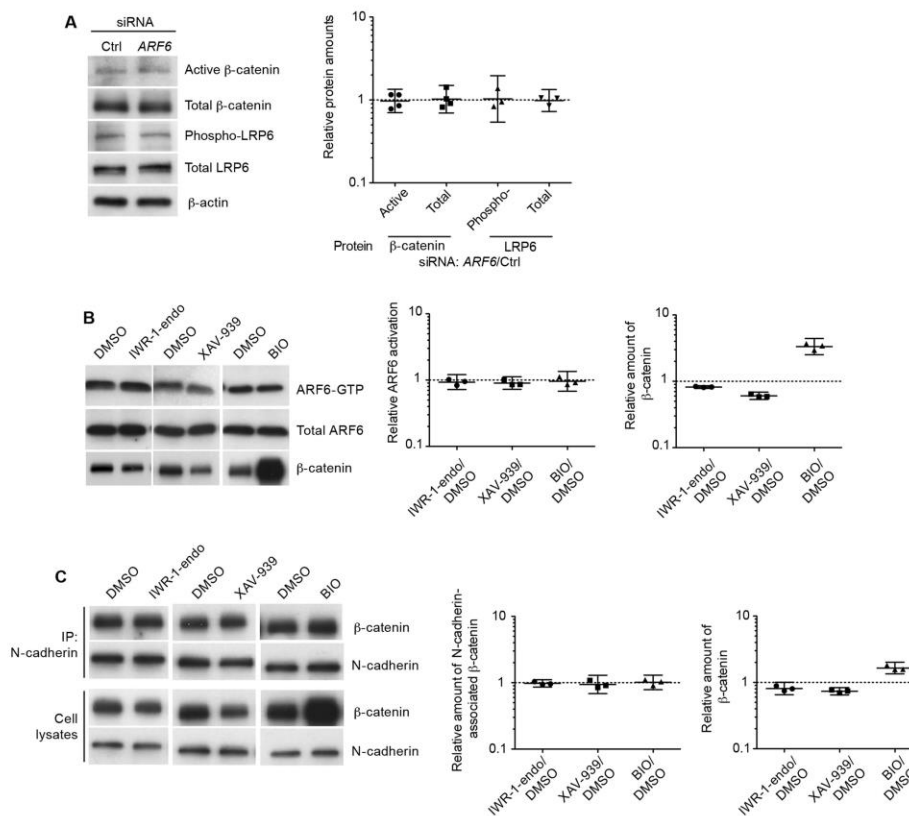 A
siRNA
Ctrl ARF6
Active β-catenin
Total β-catenin
Phospho-LRP6
Total LRP6
β-actin
Relative protein amounts
10
1
0.1
Active
Total
Phospho-
Total
Protein β-catenin LRP6
siRNA: ARF6/Ctrl
B
DMSO IWR-1-endo DMSO XAV-939 DMSO BIO
ARF6-GTP
Total ARF6
β-catenin
Relative ARF6 activation
10
1
0.1
IWR-1-endo/
DMSO
XAV-939/
DMSO
BIO/
DMSO
Relative amount of
β-catenin
10
1
0.1
IWR-1-endo/
DMSO
XAV-939/
DMSO
BIO/
DMSO
C
DMSO IWR-1-endo DMSO XAV-939 DMSO BIO
IP:
N-cadherin
β-catenin
N-cadherin
Cell
lysates
β-catenin
N-cadherin
Relative amount of N-cadherin-
associated β-catenin
10
1
0.1
IWR-1-endo/
DMSO
XAV-939/
DMSO
BIO/
DMSO
Relative amount of
β-catenin
10
1
0.1
IWR-1-endo/
DMSO
XAV-939/
DMSO
BIO/
DMSO